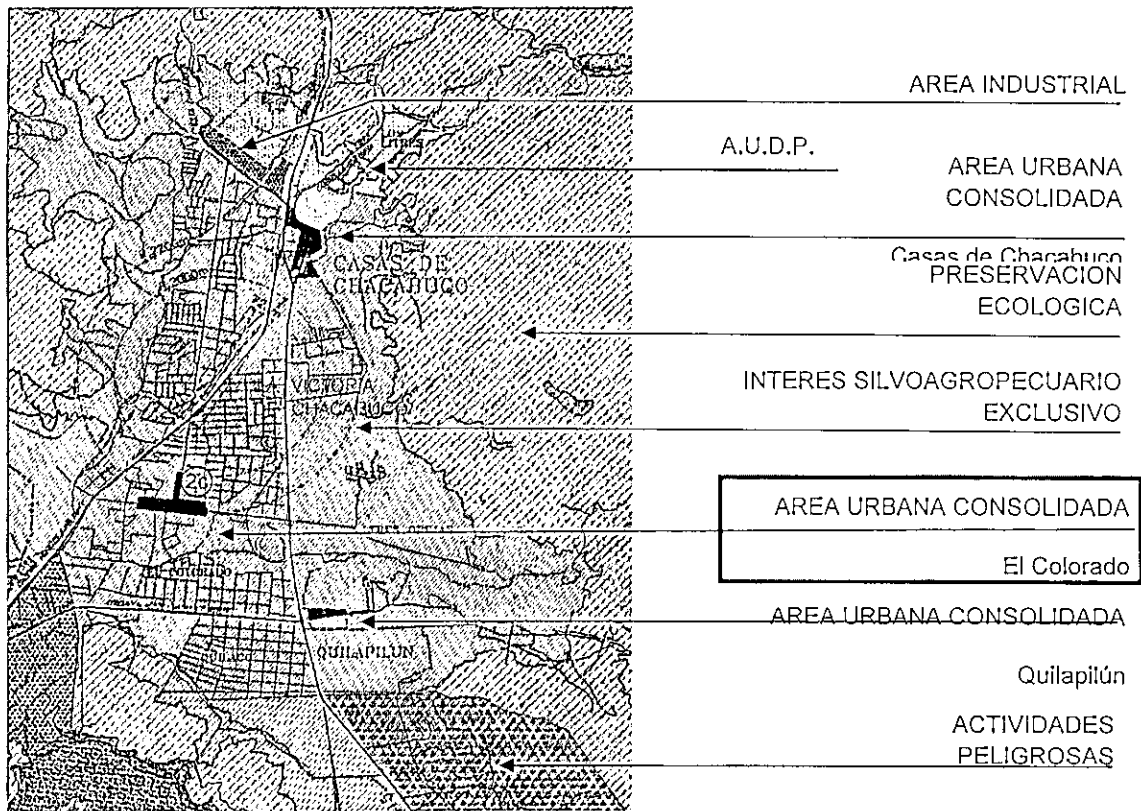 AREA INDUSTRIAL
A.U.D.P.
AREA URBANA
CONSOLIDADA
Casas de Chacabuco
PRESERVACION
ECOLOGICA
INTERES SILVOAGROPECUARIO
EXCLUSIVO
AREA URBANA CONSOLIDADA
El Colorado
AREA URBANA CONSOLIDADA
Quilapilún
ACTIVIDADES
PELIGROSAS
CASAS DE
CHACABUCO
LA VICTORIA
CHACABUCO
20
QUILAPILUN